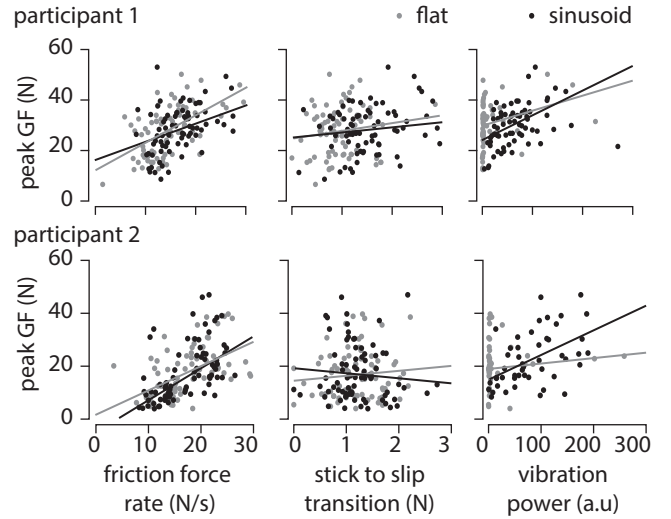 participant 1
flat
sinusoid
60
40
20
0
peak GF (N)
participant 2
60
40
20
0
peak GF (N)
0 10 20 30
0 1 2 3
0 100 200 300
friction force
rate (N/s)
stick to slip
transition (N)
vibration
power (a.u)